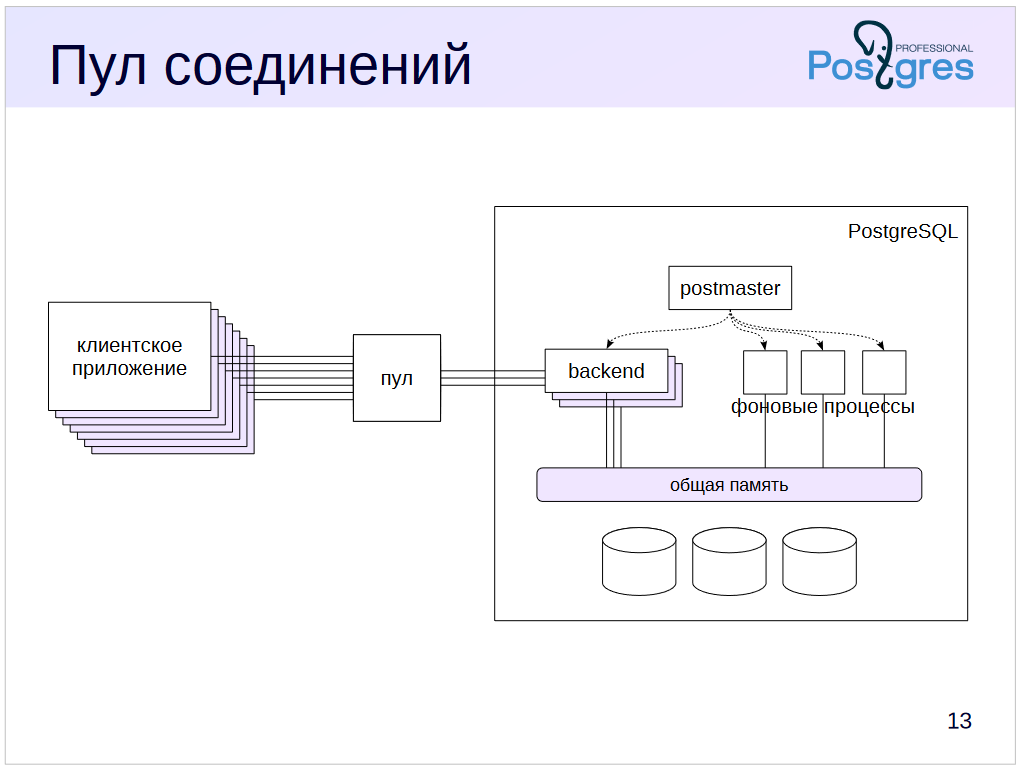 Пул соединений
PROFESSIONAL
Postgres
PostgreSQL
postmaster
клиентское
приложение
пул
backend
фоновые процессы
общая память
13